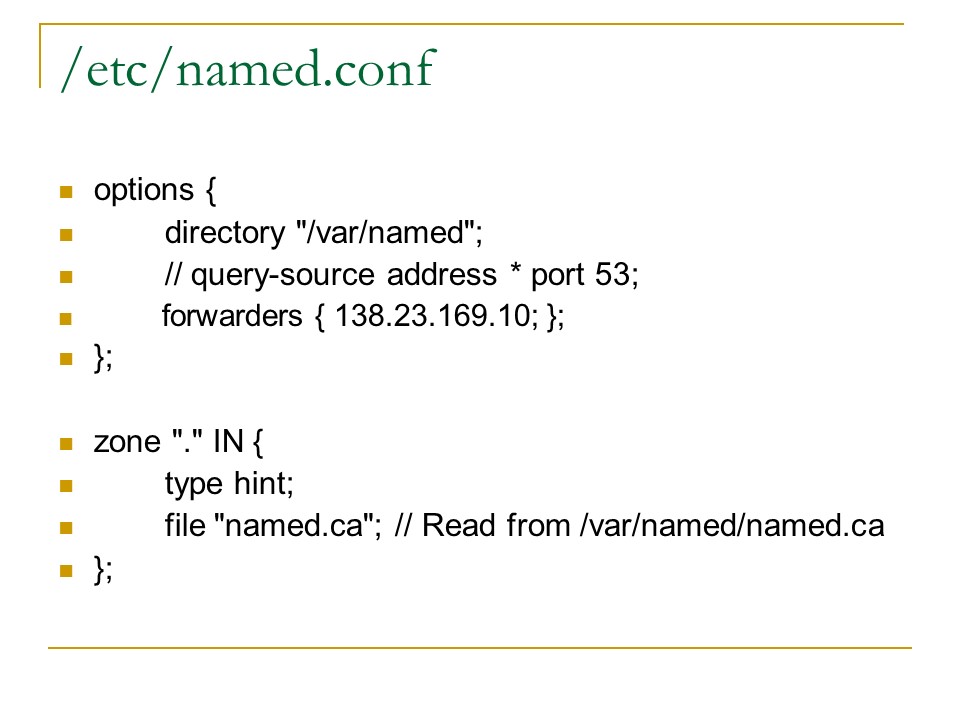 /etc/named.conf
options {
directory "/var/named";
// query-source address * port 53;
forwarders { 138.23.169.10; };
};
zone "." IN {
type hint;
file "named.ca"; // Read from /var/named/named.ca
};